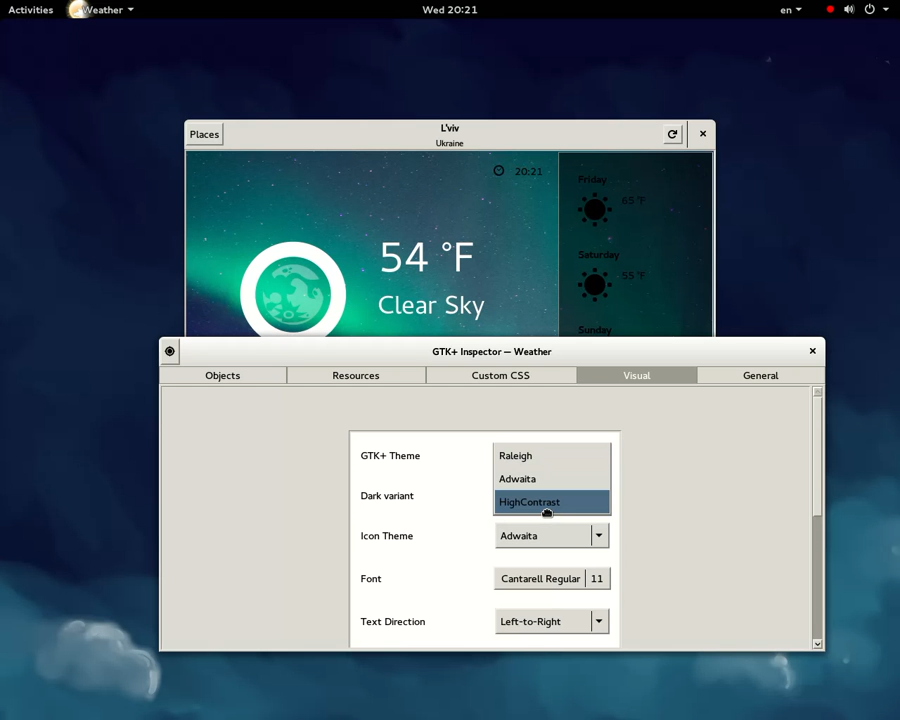 Activities Weather Wed 20:21 en
Places L'viv
Ukraine
20:21
Friday
65 °F
54 °F
Saturday
55 °F
Clear Sky
Sunday
GTK+ Inspector — Weather
Objects Resources Custom CSS Visual General
GTK+ Theme Raleigh
Adwaita
Dark variant HighContrast
Icon Theme Adwaita
Font Cantarell Regular 11
Text Direction Left-to-Right